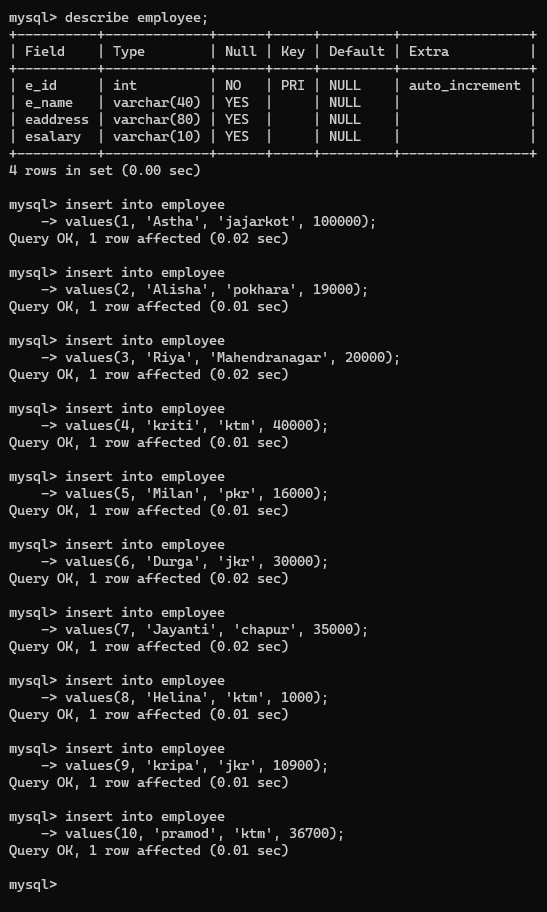 mysql> describe employee;
+----------+-------------+------+-----+---------+----------------+
| Field    | Type        | Null | Key | Default | Extra          |
+----------+-------------+------+-----+---------+----------------+
| e_id     | int         | NO   | PRI | NULL    | auto_increment |
| e_name   | varchar(40) | YES  |     | NULL    |                |
| eaddress | varchar(80) | YES  |     | NULL    |                |
| esalary  | varchar(10) | YES  |     | NULL    |                |
+----------+-------------+------+-----+---------+----------------+
4 rows in set (0.00 sec)

mysql> insert into employee
    -> values(1, 'Astha', 'jajarkot', 100000);
Query OK, 1 row affected (0.02 sec)

mysql> insert into employee
    -> values(2, 'Alisha', 'pokhara', 19000);
Query OK, 1 row affected (0.01 sec)

mysql> insert into employee
    -> values(3, 'Riya', 'Mahendranagar', 20000);
Query OK, 1 row affected (0.02 sec)

mysql> insert into employee
    -> values(4, 'kriti', 'ktm', 40000);
Query OK, 1 row affected (0.01 sec)

mysql> insert into employee
    -> values(5, 'Milan', 'pkr', 16000);
Query OK, 1 row affected (0.01 sec)

mysql> insert into employee
    -> values(6, 'Durga', 'jkr', 30000);
Query OK, 1 row affected (0.02 sec)

mysql> insert into employee
    -> values(7, 'Jayanti', 'chapur', 35000);
Query OK, 1 row affected (0.02 sec)

mysql> insert into employee
    -> values(8, 'Helina', 'ktm', 1000);
Query OK, 1 row affected (0.01 sec)

mysql> insert into employee
    -> values(9, 'kripa', 'jkr', 10900);
Query OK, 1 row affected (0.01 sec)

mysql> insert into employee
    -> values(10, 'pramod', 'ktm', 36700);
Query OK, 1 row affected (0.01 sec)

mysql>